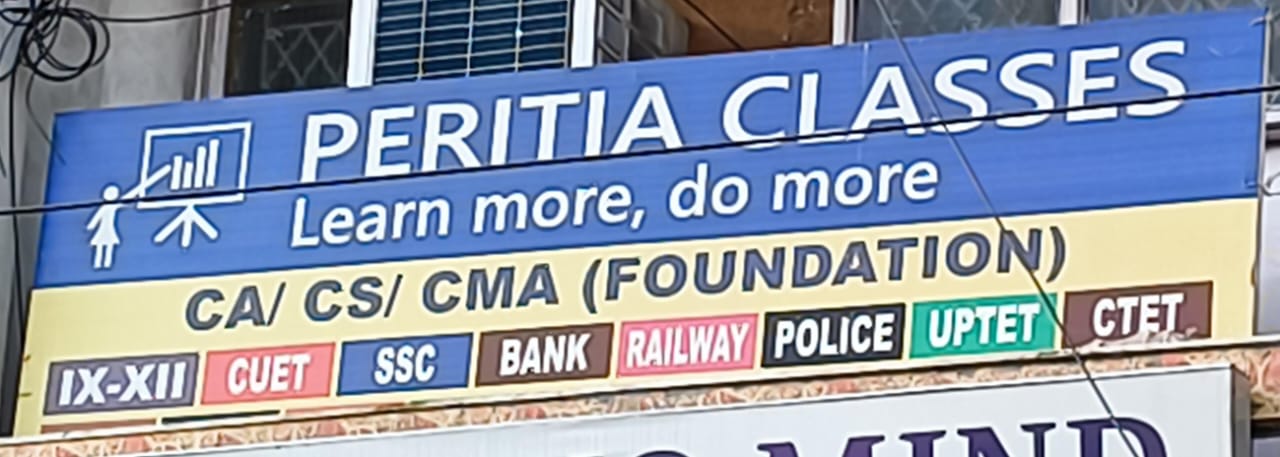 PERITIA CLASSES
Learn more, do more
CA/ CS/ CMA (FOUNDATION)
IX-XII CUET SSC BANK RAILWAY POLICE UPTET CTET
MIND